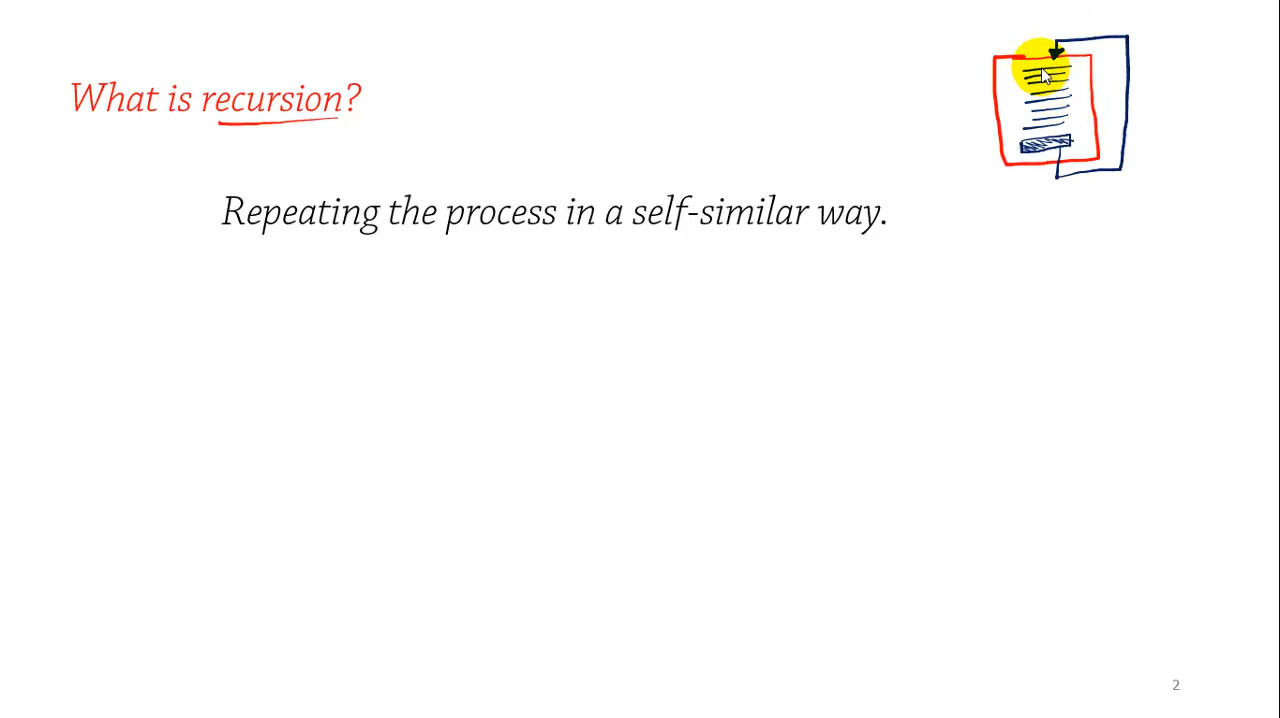 What is recursion?
Repeating the process in a self-similar way.
2